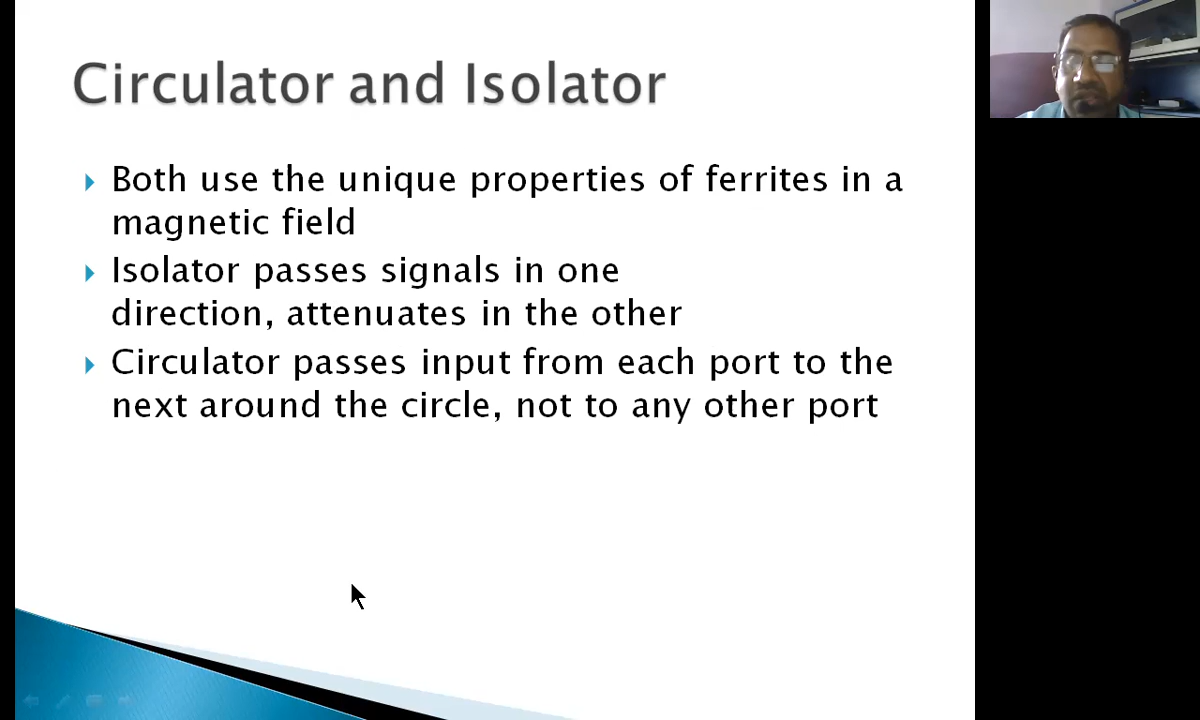 Circulator and Isolator
Both use the unique properties of ferrites in a
magnetic field
Isolator passes signals in one
direction, attenuates in the other
Circulator passes input from each port to the
next around the circle, not to any other port